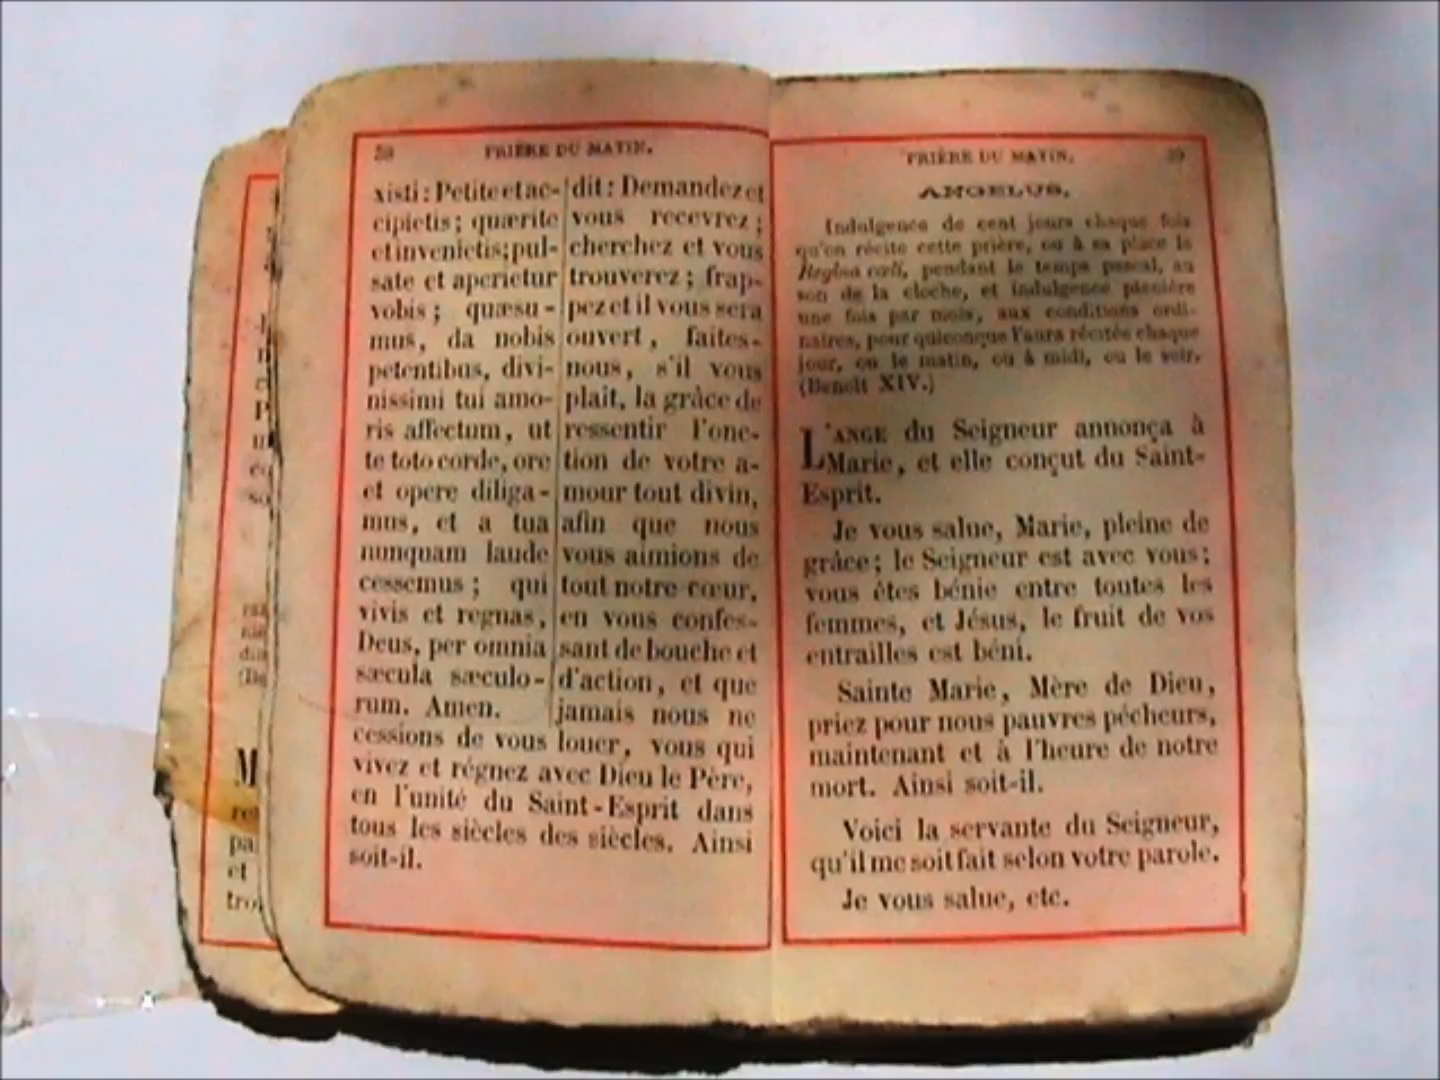 38 PRIÈRE DU MATIN.
xisti : Petite et ac-
cipietis ; quærite
et invenietis ; pul-
sate et aperietur
vobis ; quæsu-
mus, da nobis
petentibus, divi-
nissimi tui amo-
ris affectum, ut
te toto corde, ore
et opere diliga-
mus, et a tua
nunquam laude
cessemus ; qui
vivis et regnas,
Deus, per omnia
sæcula sæculo-
rum. Amen.
dit : Demandez et
vous recevrez ;
cherchez et vous
trouverez ; frap-
pez et il vous sera
ouvert, faites-
nous, s'il vous
plait, la grâce de
ressentir l'onc-
tion de votre a-
mour tout divin,
afin que nous
vous aimions de
tout notre cœur,
en vous confes-
sant de bouche et
d'action, et que
jamais nous ne
cessions de vous louer, vous qui
vivez et régnez avec Dieu le Père,
en l'unité du Saint-Esprit dans
tous les siècles des siècles. Ainsi
soit-il.
PRIÈRE DU MATIN. 39
ANGELUS.
Indulgence de cent jours chaque fois
qu'on récite cette prière, ou à sa place le
Regina cœli, pendant le temps pascal, au
son de la cloche, et indulgence plénière
une fois par mois, aux conditions ordi-
naires, pour quiconque l'aura récitée chaque
jour, ou le matin, ou à midi, ou le soir.
(Benoît XIV.)
L'ANGE du Seigneur annonça à
Marie, et elle conçut du Saint-
Esprit.
Je vous salue, Marie, pleine de
grâce ; le Seigneur est avec vous ;
vous êtes bénie entre toutes les
femmes, et Jésus, le fruit de vos
entrailles est béni.
Sainte Marie, Mère de Dieu,
priez pour nous pauvres pécheurs,
maintenant et à l'heure de notre
mort. Ainsi soit-il.
Voici la servante du Seigneur,
qu'il me soit fait selon votre parole.
Je vous salue, etc.